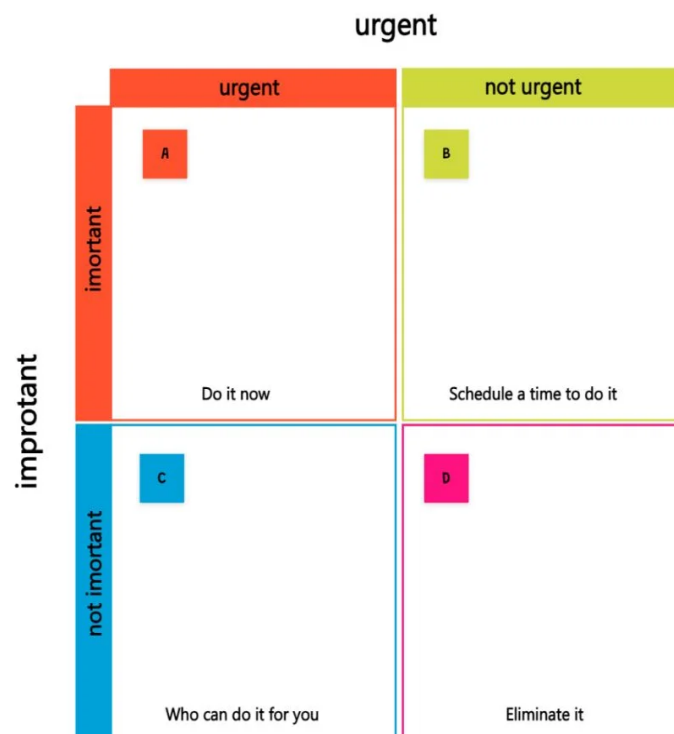 urgent
urgent
not urgent
improtant
imortant
A
B
Do it now
Schedule a time to do it
not imortant
C
D
Who can do it for you
Eliminate it